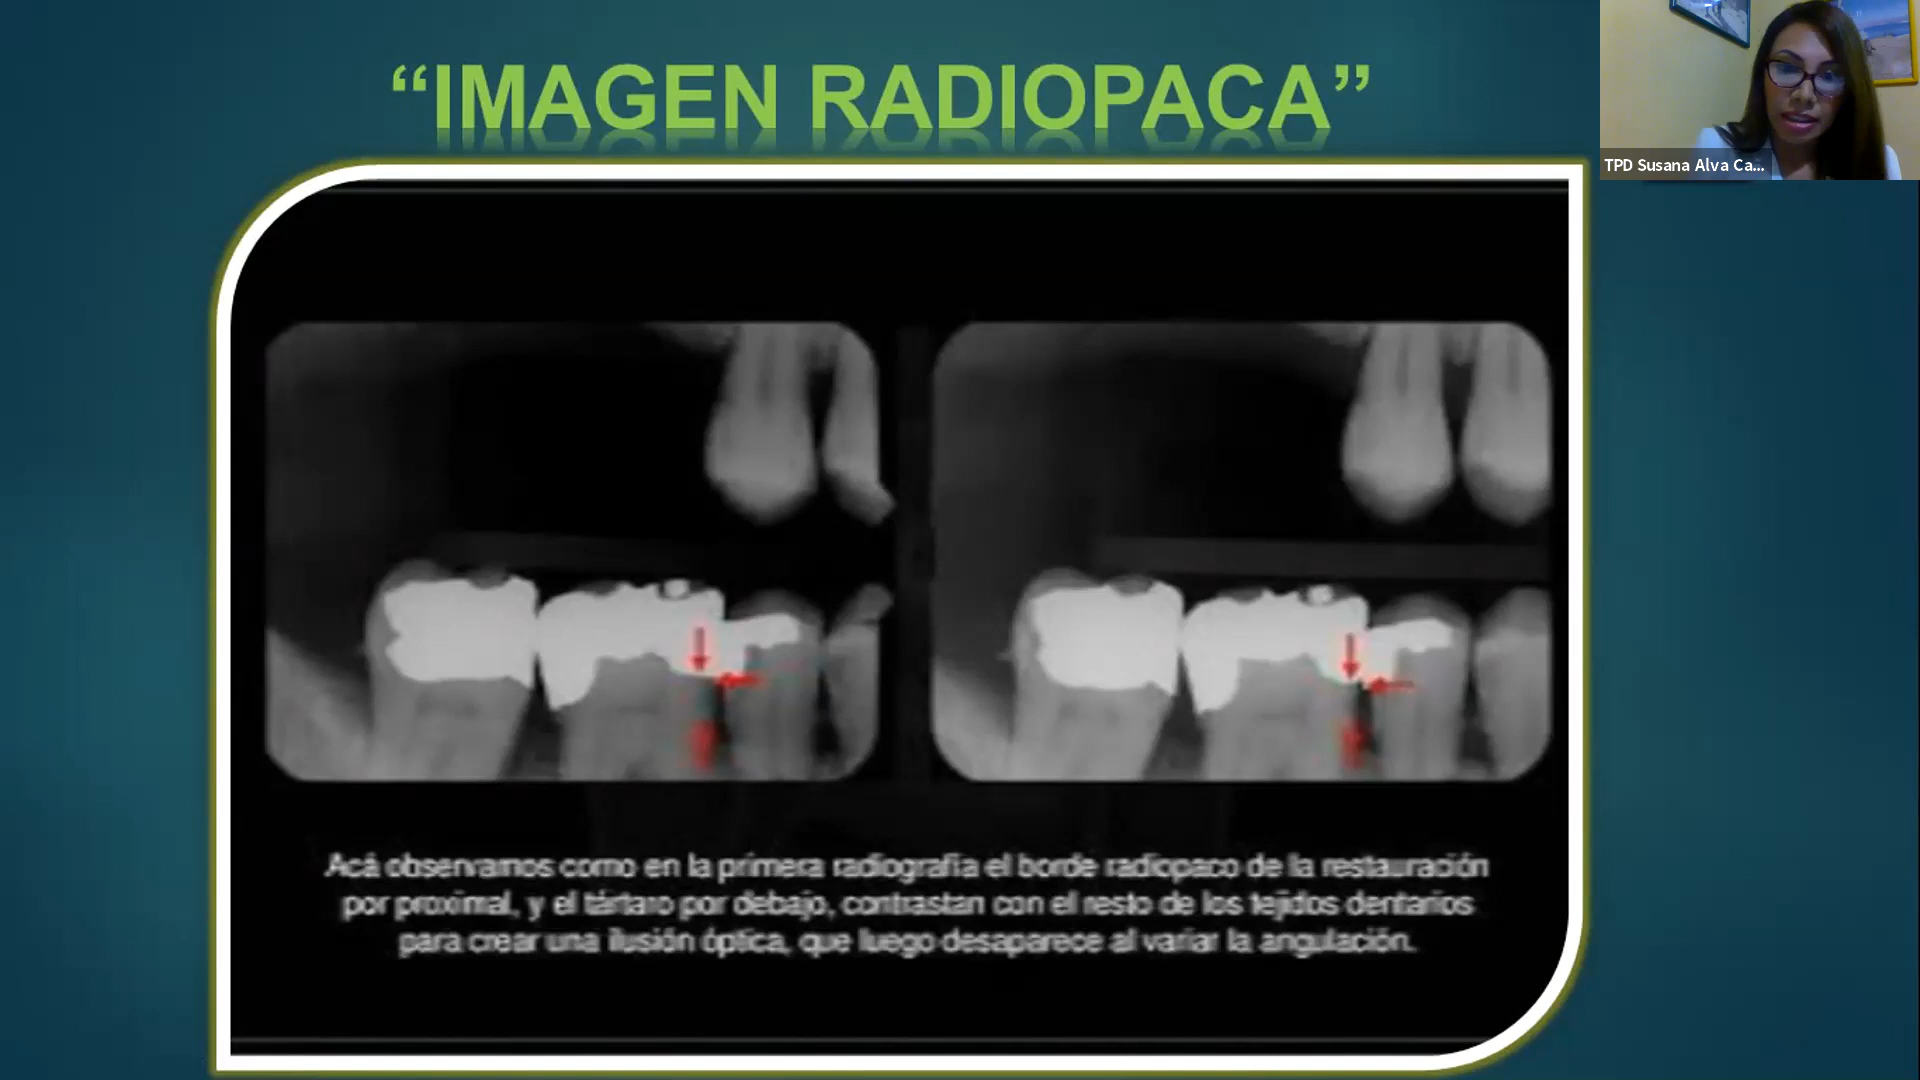 “IMAGEN RADIOPACA”
TPD Susana Alva Ca...
Acá observamos como en la primera radiografía el borde radiopaco de la restauración
por proximal, y el tártaro por debajo, contrastan con el resto de los tejidos dentarios
para crear una ilusión óptica, que luego desaparece al variar la angulación.